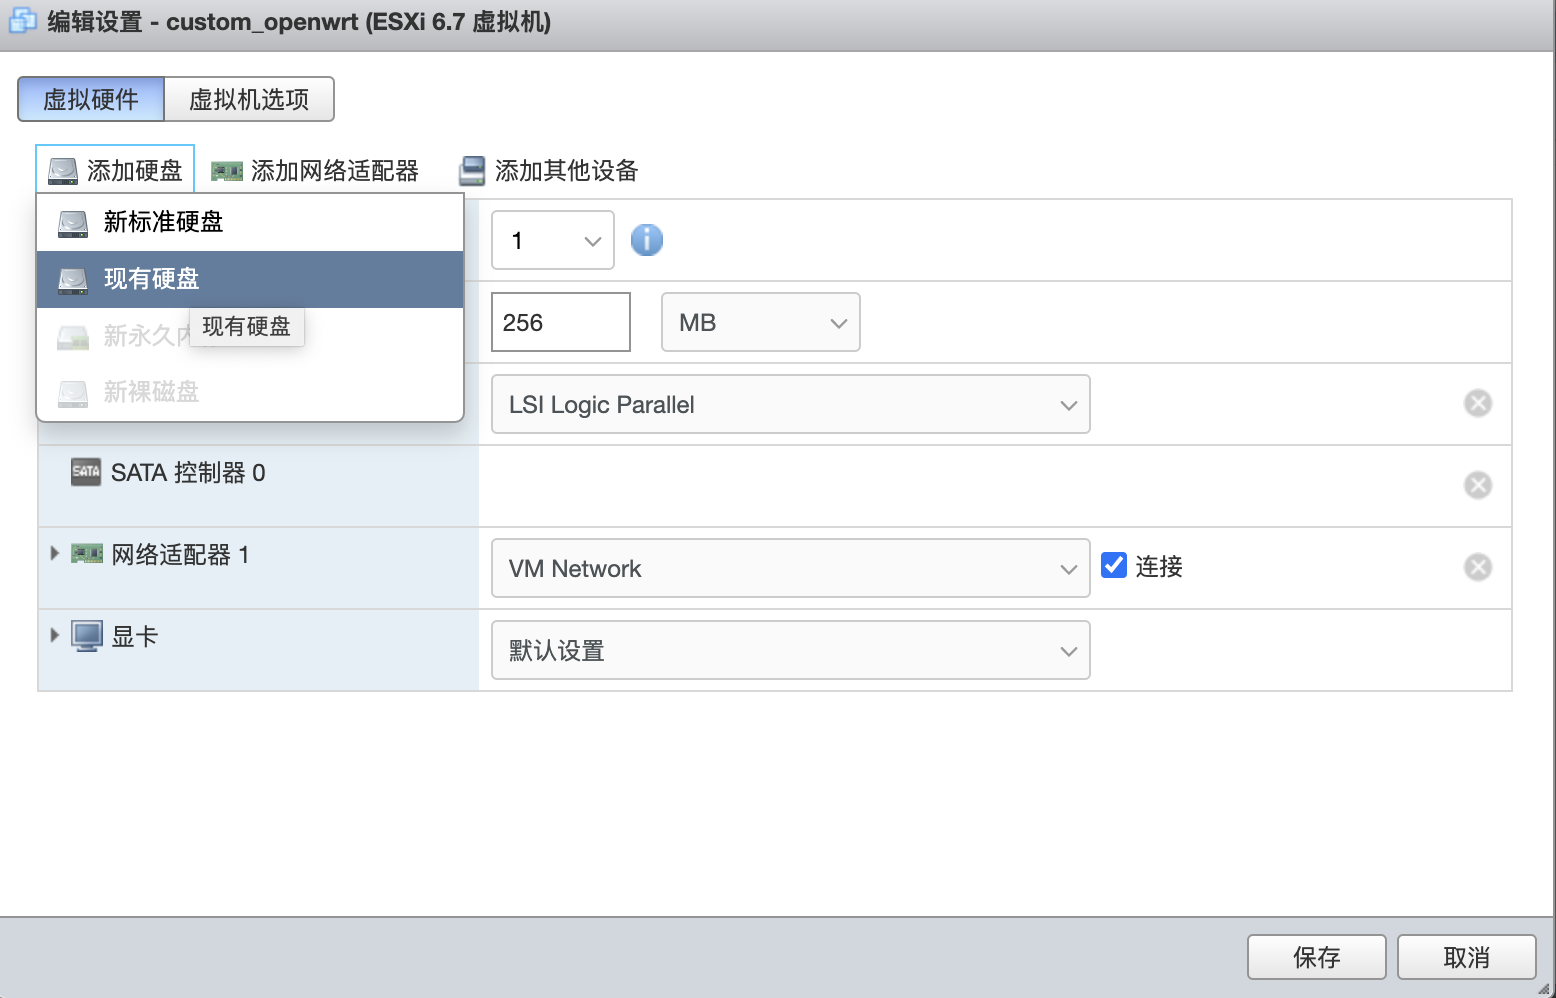 编辑设置 - custom_openwrt (ESXi 6.7 虚拟机)
虚拟硬件 虚拟机选项
添加硬盘 添加网络适配器 添加其他设备
新标准硬盘
1
现有硬盘
现有硬盘
新永久内
256 MB
新裸磁盘
LSI Logic Parallel
SATA SATA 控制器 0
网络适配器 1 VM Network 连接
显卡 默认设置
保存 取消